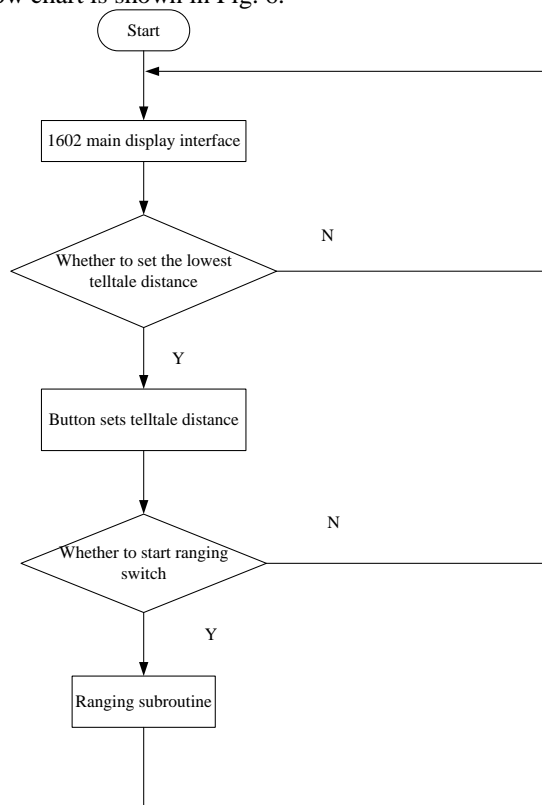 ow chart is shown in Fig. 6.
Start
1602 main display interface
N
Whether to set the lowest
telltale distance
Y
Button sets telltale distance
N
Whether to start ranging
switch
Y
Ranging subroutine